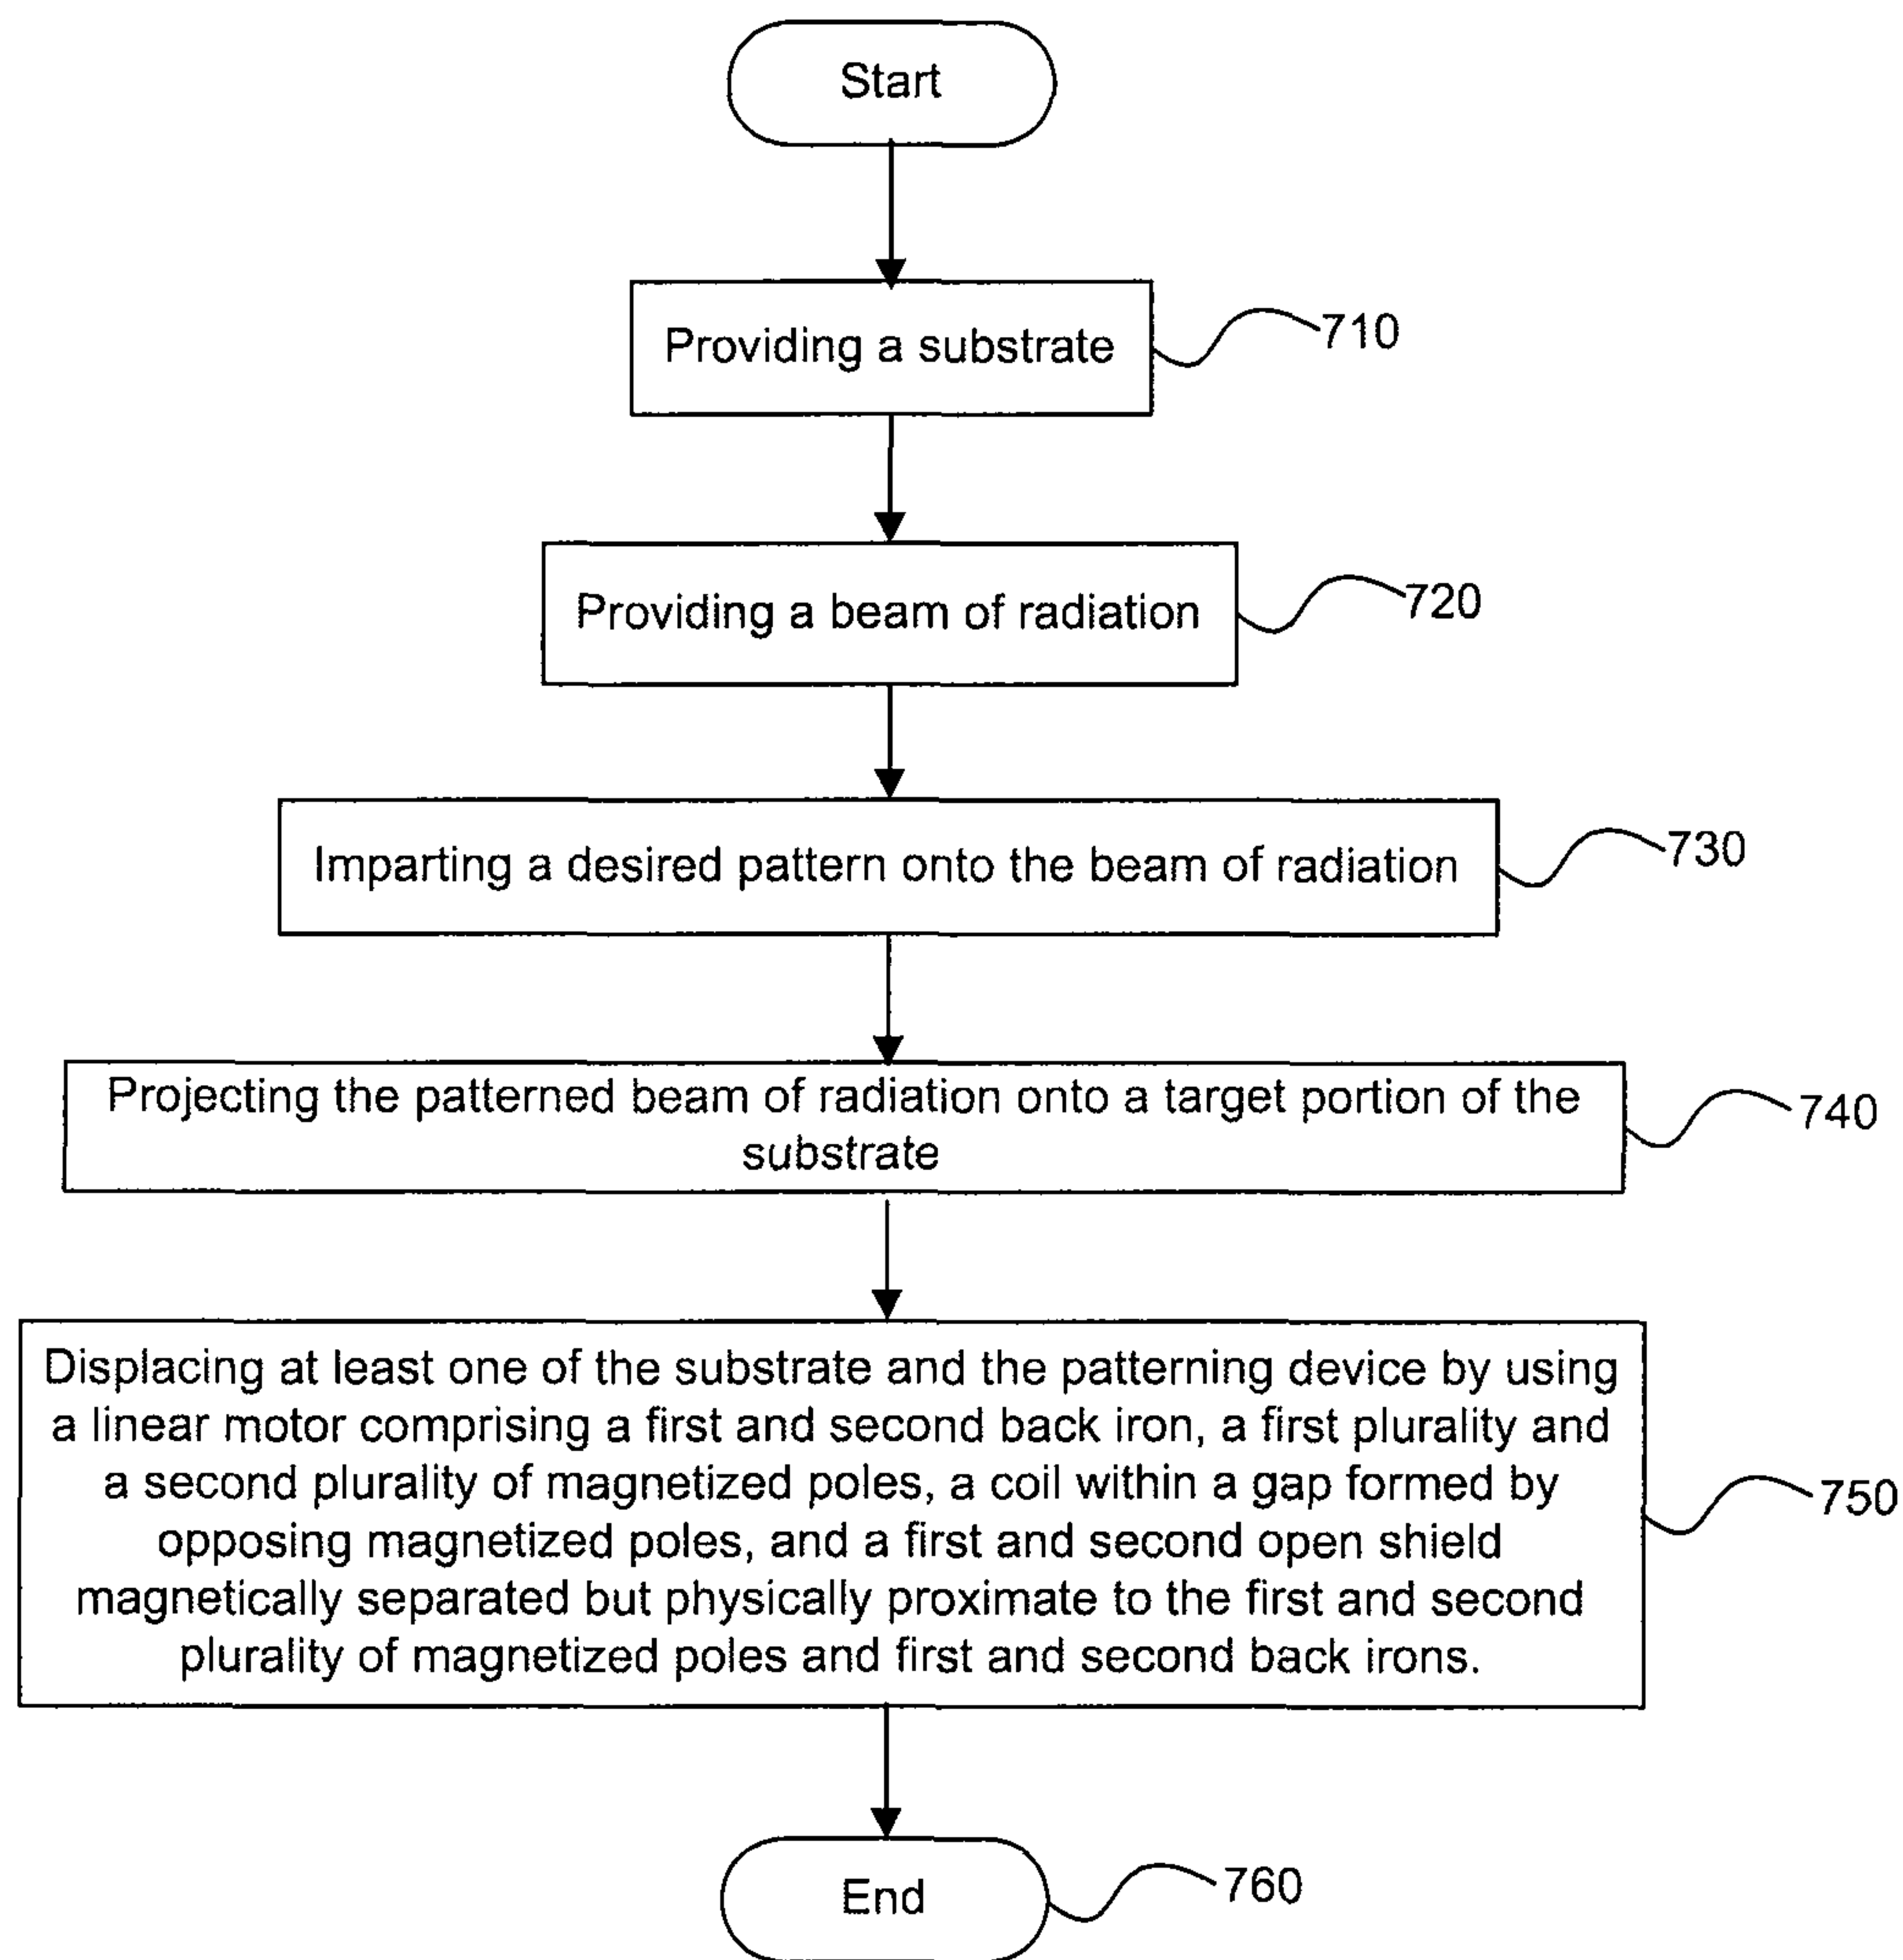 Start
Providing a substrate
710
Providing a beam of radiation
720
Imparting a desired pattern onto the beam of radiation
730
Projecting the patterned beam of radiation onto a target portion of the
substrate
740
Displacing at least one of the substrate and the patterning device by using
a linear motor comprising a first and second back iron, a first plurality and
a second plurality of magnetized poles, a coil within a gap formed by
opposing magnetized poles, and a first and second open shield
magnetically separated but physically proximate to the first and second
plurality of magnetized poles and first and second back irons.
750
End
760